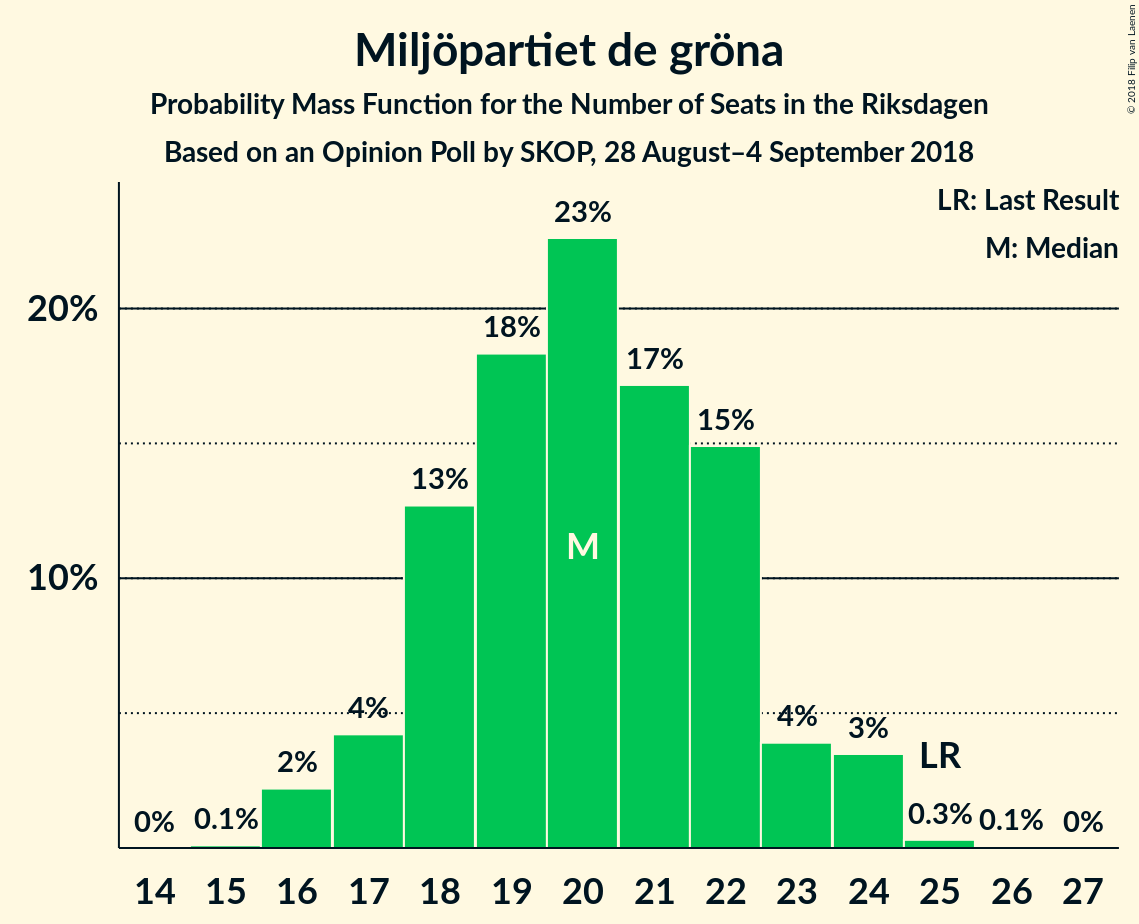 Miljöpartiet de gröna
Probability Mass Function for the Number of Seats in the Riksdagen
Based on an Opinion Poll by SKOP, 28 August–4 September 2018
© 2018 Filip van Laenen
LR: Last Result
M: Median
23%
20%
18%
17%
15%
13%
M
10%
4%
4%
3%
2%
LR
0%
0.1%
0.3%
0.1%
0%
14 15 16 17 18 19 20 21 22 23 24 25 26 27